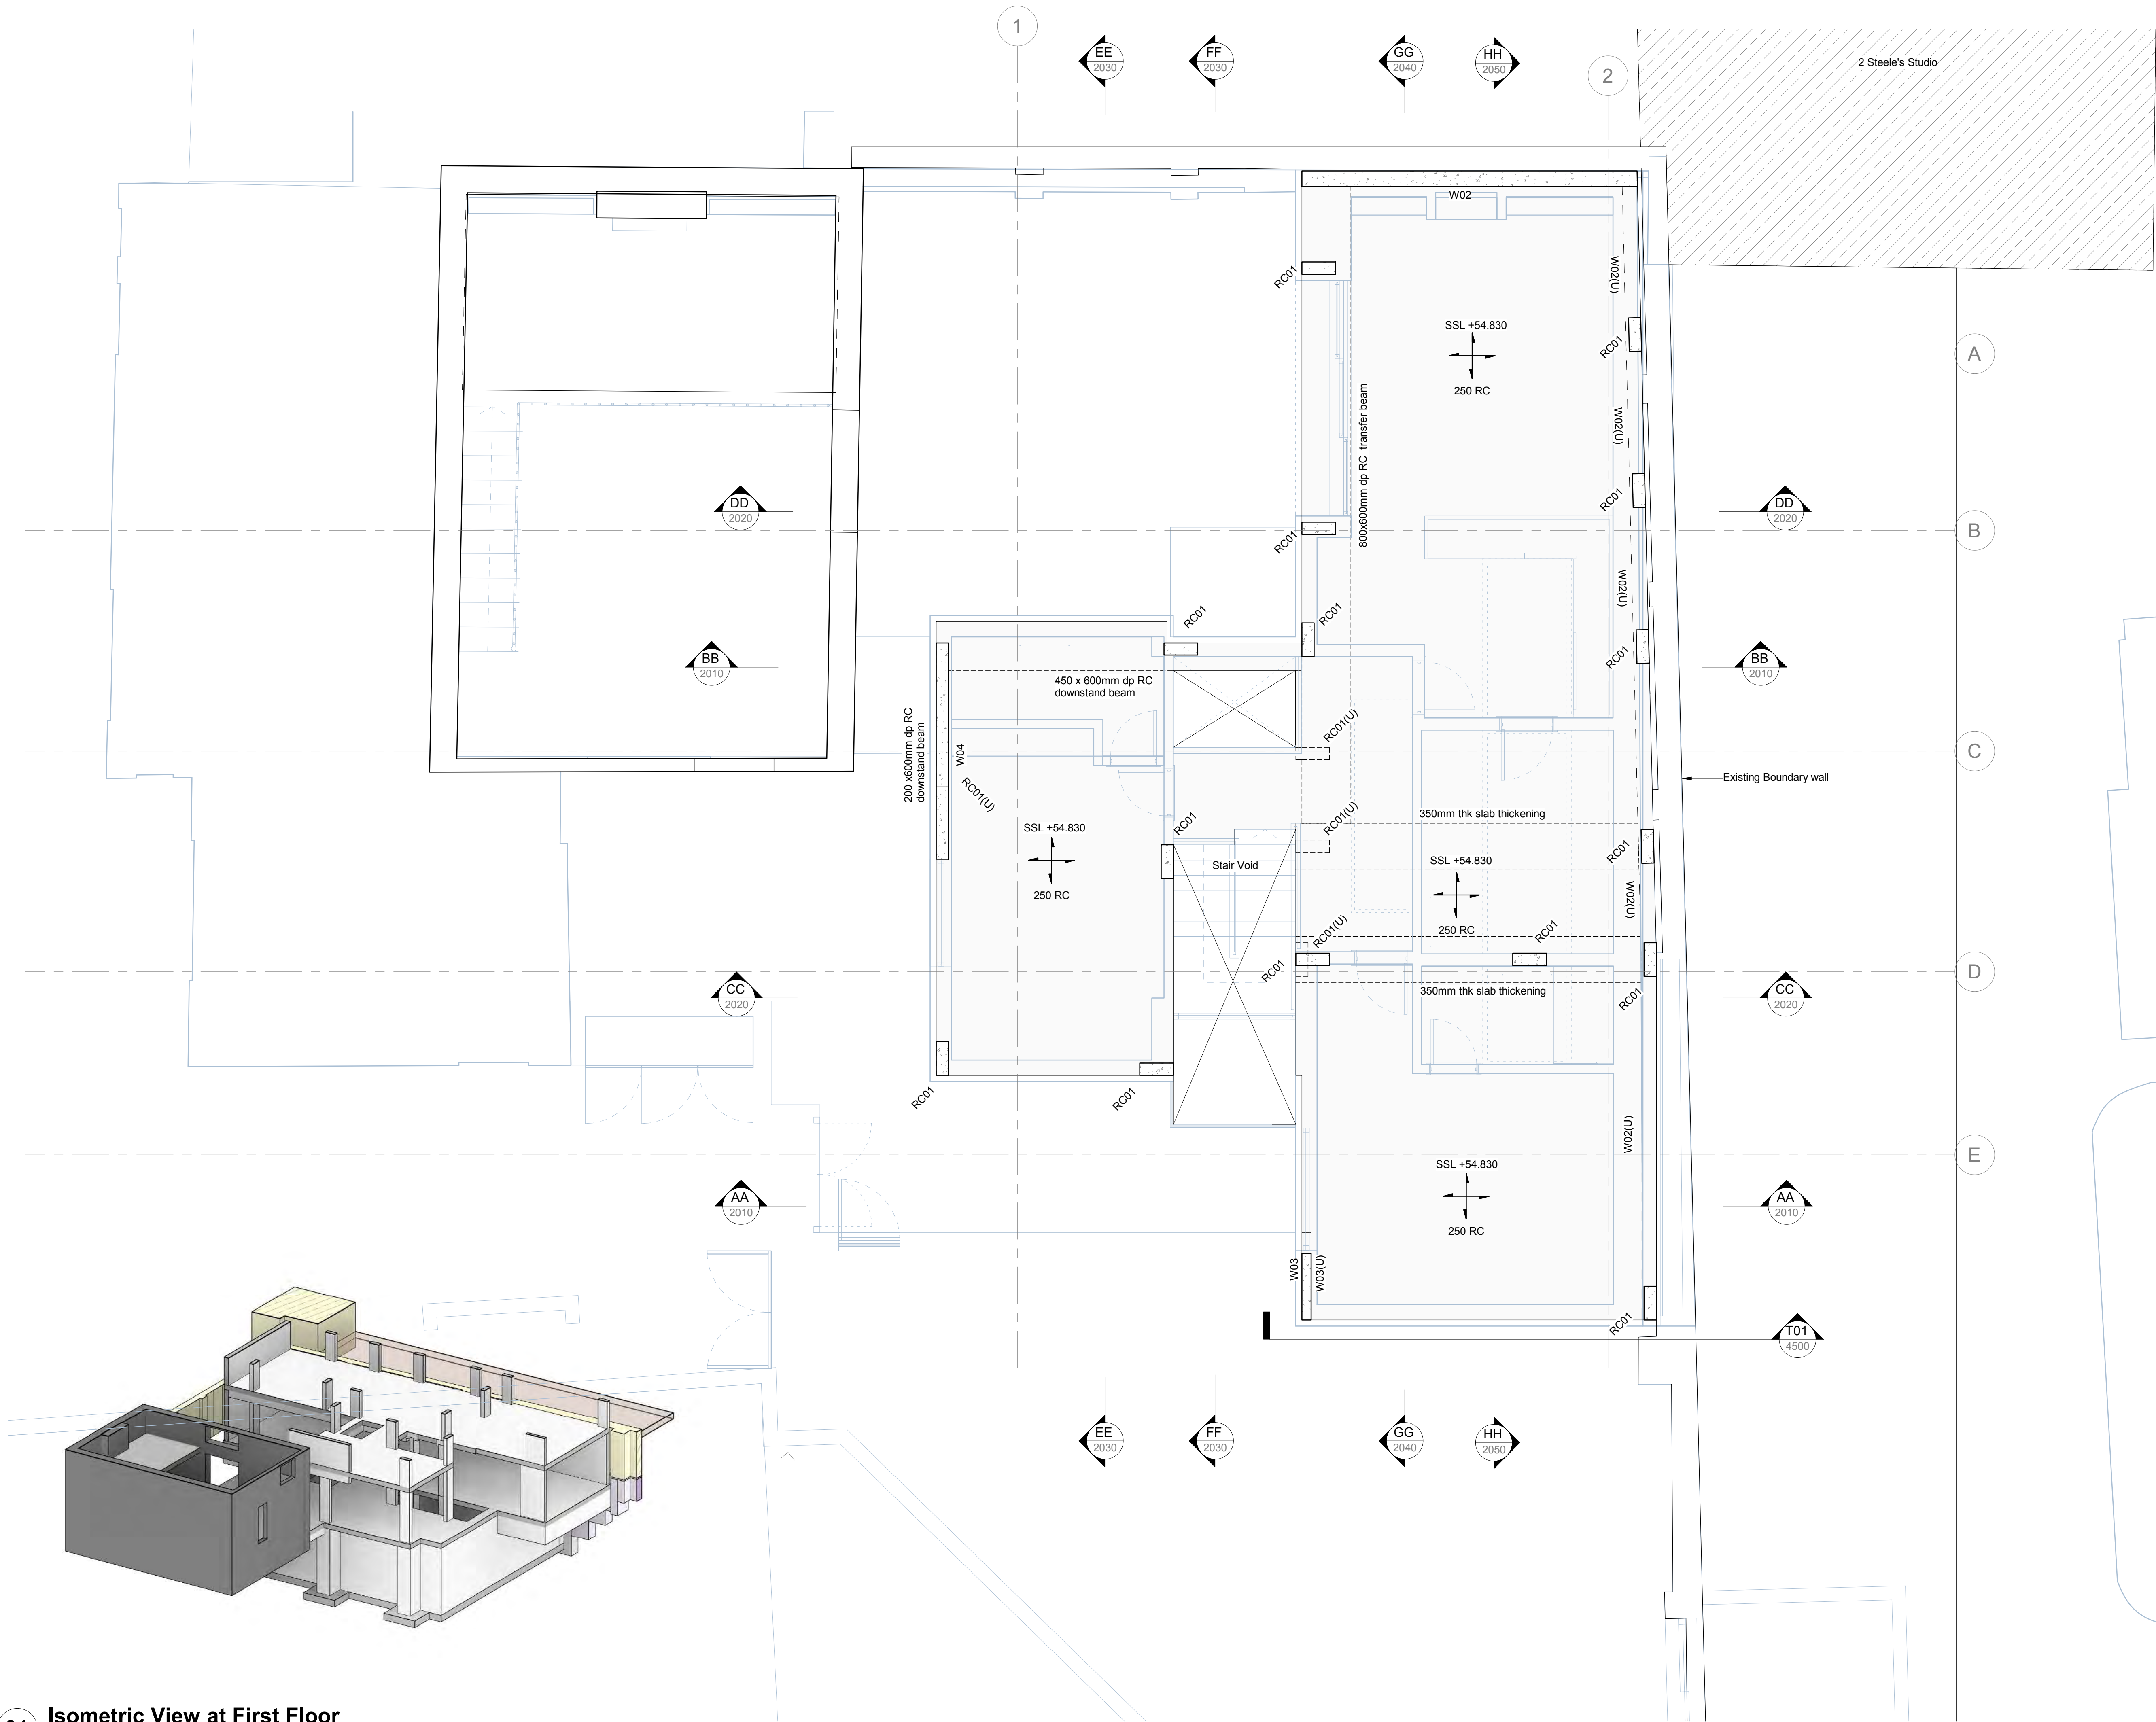 1
EE
2030
FF
2030
GG
2040
HH
2050
2
2 Steele's Studio
W02
RC01
W02(U)
SSL +54.830
250 RC
RC01
A
800x600mm dp RC transfer beam
W02(U)
DD
2020
RC01
DD
2020
RC01
B
W02(U)
RC01
RC01
RC01
BB
2010
BB
2010
450 x 600mm dp RC
downstand beam
200 x600mm dp RC
downstand beam
W04
RC01(U)
RC01(U)
C
Existing Boundary wall
RC01
RC01(U)
350mm thk slab thickening
SSL +54.830
250 RC
Stair Void
SSL +54.830
250 RC
RC01
W02(U)
RC01(U)
RC01
RC01
D
CC
2020
350mm thk slab thickening
RC01
CC
2020
RC01
RC01
W02(U)
E
SSL +54.830
250 RC
AA
2010
AA
2010
W03
W03(U)
RC01
T01
4500
EE
2030
FF
2030
GG
2040
HH
2050
Isometric View at First Floor